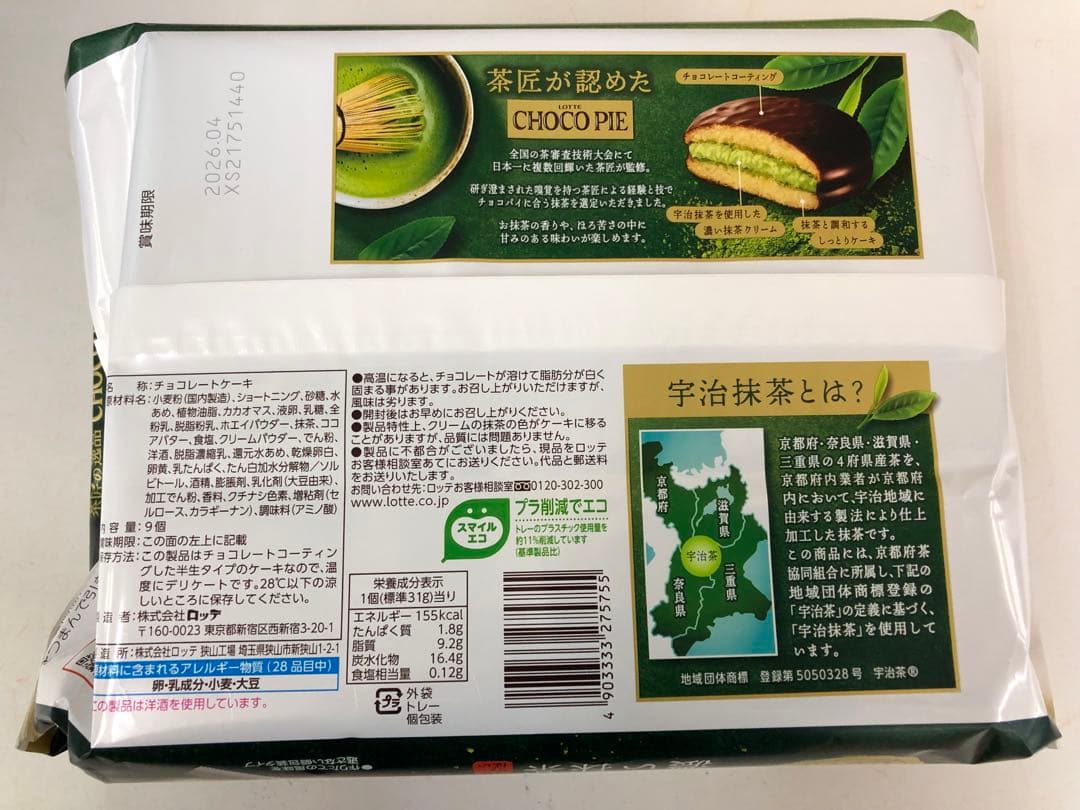 賞味期限
2026.04
XS21751440
茶匠が認めた
LOTTE
CHOCO PIE
全国の茶審査技術大会にて
日本一に複数回輝いた茶匠が監修。
研ぎ澄まされた嗅覚を持つ茶匠による経験と技で
チョコパイに合う抹茶を選定いただきました。
お抹茶の香りや、ほろ苦さの中に
甘みのある味わいが楽しめます。
チョコレートコーティング
宇治抹茶を使用した
濃い抹茶クリーム
抹茶と調和する
しっとりケーキ
名 称:チョコレートケーキ
原材料名:小麦粉(国内製造)、ショートニング、砂糖、水
あめ、植物油脂、カカオマス、液卵、乳糖、全
粉乳、脱脂粉乳、ホエイパウダー、抹茶、ココ
アバター、食塩、クリームパウダー、でん粉、
洋酒、脱脂濃縮乳、還元水あめ、乾燥卵白、
卵黄、乳たんぱく、たん白加水分解物/ソル
ビトール、酒精、膨脹剤、乳化剤(大豆由来)、
加工でん粉、香料、クチナシ色素、増粘剤(セ
ルロース、カラギーナン)、調味料(アミノ酸)
内 容 量:9個
賞味期限:この面の左上に記載
保存方法:この製品はチョコレートコーティン
グした半生タイプのケーキなので、温
度にデリケートです。28℃以下の涼
しいところに保存してください。
製 造 者:株式会社ロッテ
〒160-0023 東京都新宿区西新宿3-20-1
製造所:株式会社ロッテ 狭山工場 埼玉県狭山市新狭山1-2-1
原材料に含まれるアレルギー物質(28品目中)
卵・乳成分・小麦・大豆
この製品は洋酒を使用しています。
●高温になると、チョコレートが溶けて脂肪分が白く
固まる事があります。お召し上がりいただけますが、
風味は劣ります。
●開封後はお早めにお召し上がりください。
●製品特性上、クリームの抹茶の色がケーキに移る
ことがありますが、品質には問題ありません。
●製品に不都合がございましたら、現品をロッテ
お客様相談室あてにお送りください。代品と郵送料
をお送りいたします。
お問い合わせ先:ロッテお客様相談室 0120-302-300
www.lotte.co.jp
スマイル
エコ
プラ削減でエコ
トレーのプラスチック使用量を
約11%削減しています
(基準製品比)
栄養成分表示
1個(標準31g)当り
エネルギー 155kcal
たんぱく質 1.8g
脂質 9.2g
炭水化物 16.4g
食塩相当量 0.12g
プラ
外袋
トレー
個包装
4 903333 275755
宇治抹茶とは?
京都府
滋賀県
宇治茶
三重県
奈良県
京都府・奈良県・滋賀県・
三重県の4府県産茶を、
京都府内業者が京都府
内において、宇治地域に
由来する製法により仕上
加工した抹茶です。
この商品には、京都府茶
協同組合に所属し、下記の
地域団体商標登録の
「宇治茶」の定義に基づく、
「宇治抹茶」を使用して
います。
地域団体商標 登録第5050328号 宇治茶®
茶匠の逸品
CHOCO
●作りたての風味を
逃さない個包装タイプ
濃い抹茶